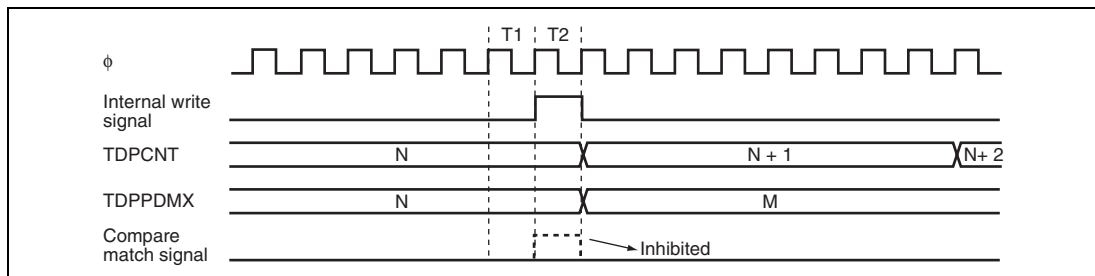 T1 T2
ϕ
Internal write
signal
TDPCNT N N + 1 N+ 2
TDPPDMX N M
Compare
match signal Inhibited